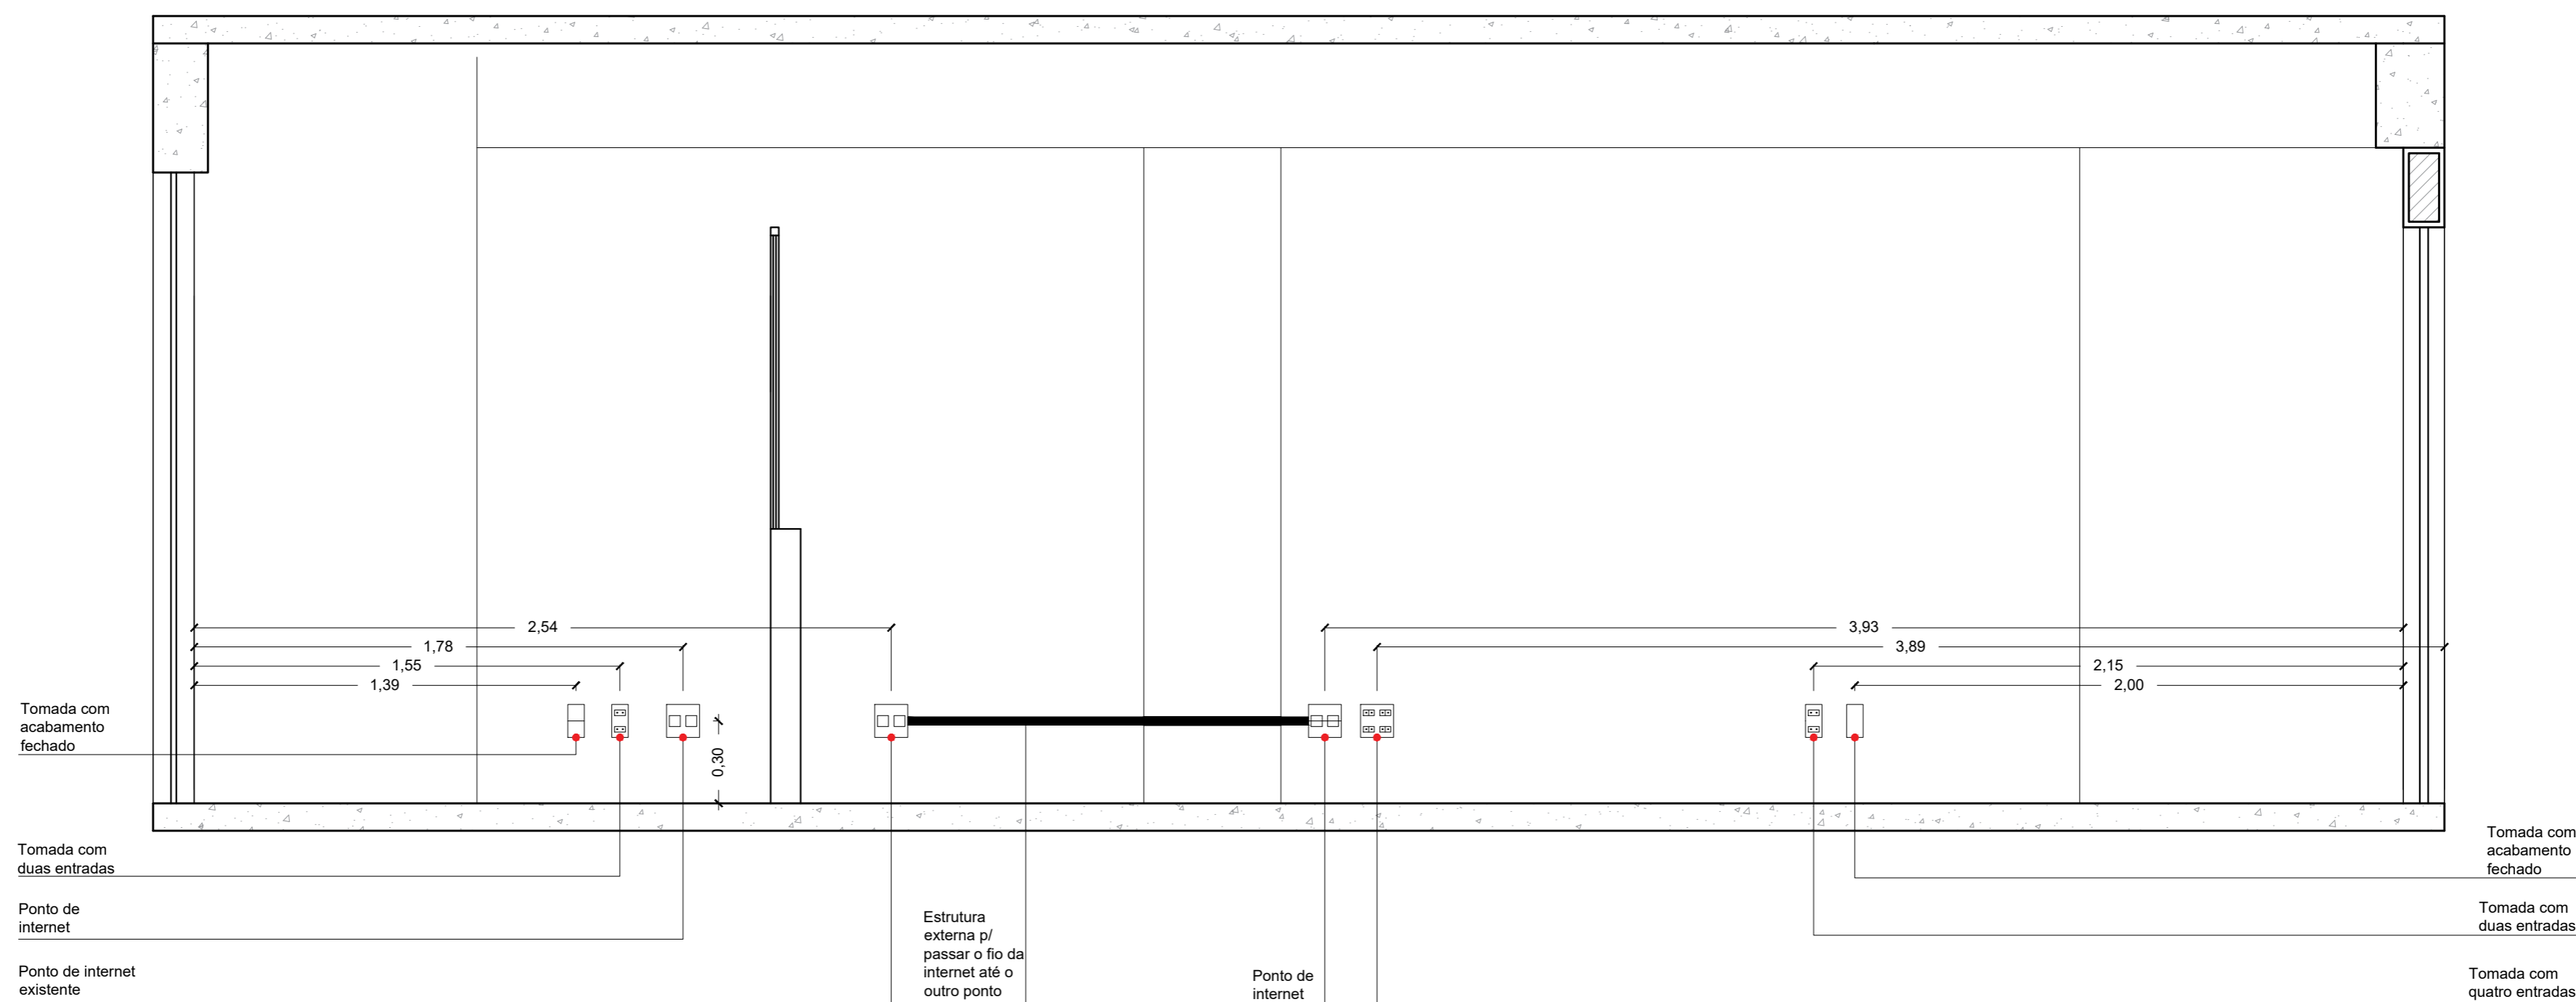 2,54
3,93
1,78
3,89
1,55
2,15
1,39
2,00
0,30
Tomada com
acabamento
fechado
Tomada com
duas entradas
Ponto de
internet
Ponto de internet
existente
Estrutura
externa p/
passar o fio da
internet até o
outro ponto
Ponto de
internet
Tomada com
acabamento
fechado
Tomada com
duas entradas
Tomada com
quatro entradas